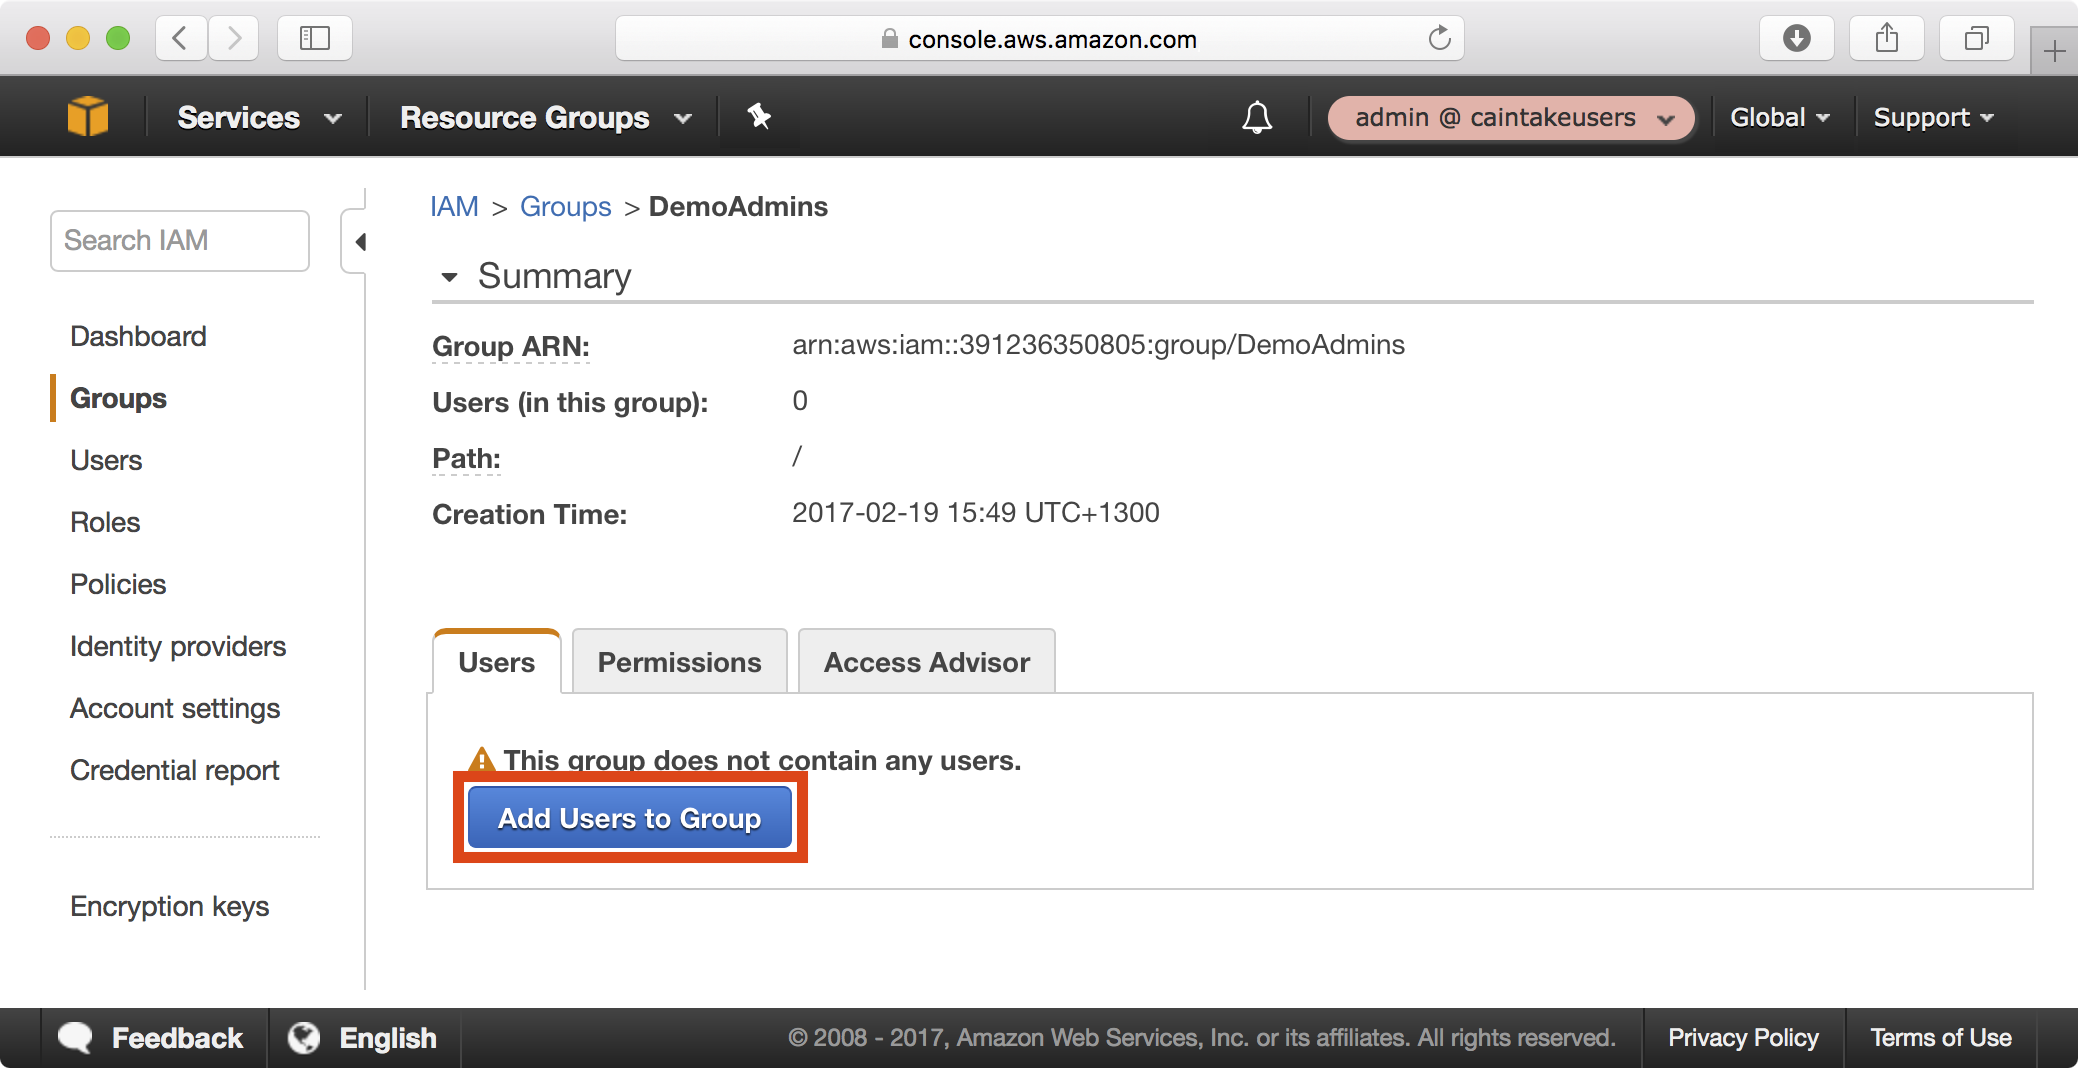 console.aws.amazon.com
Services
Resource Groups
admin @ caintakeusers
Global
Support
Search IAM
Dashboard
Groups
Users
Roles
Policies
Identity providers
Account settings
Credential report
Encryption keys
IAM > Groups > DemoAdmins
Summary
Group ARN: arn:aws:iam::391236350805:group/DemoAdmins
Users (in this group): 0
Path: /
Creation Time: 2017-02-19 15:49 UTC+1300
Users Permissions Access Advisor
This group does not contain any users.
Add Users to Group
Feedback
English
© 2008 - 2017, Amazon Web Services, Inc. or its affiliates. All rights reserved.
Privacy Policy
Terms of Use